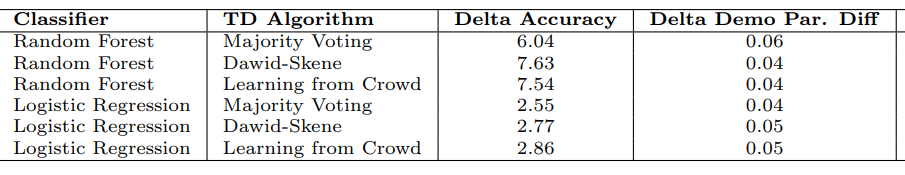 Classifier TD Algorithm Delta Accuracy Delta Demo Par. Diff
Random Forest Majority Voting 6.04 0.06
Random Forest Dawid-Skene 7.63 0.04
Random Forest Learning from Crowd 7.54 0.04
Logistic Regression Majority Voting 2.55 0.04
Logistic Regression Dawid-Skene 2.77 0.05
Logistic Regression Learning from Crowd 2.86 0.05